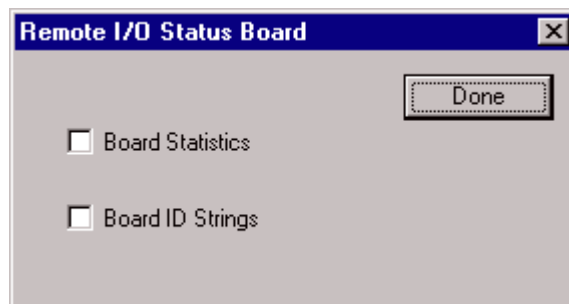 Remote I/O Status Board
Done
Board Statistics
Board ID Strings